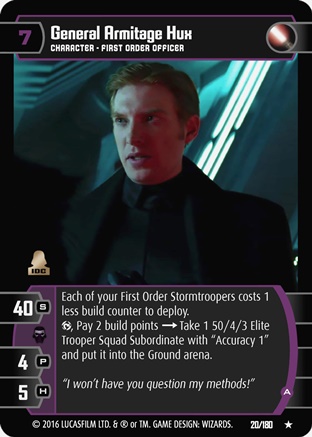 7
General Armitage Hux
CHARACTER - FIRST ORDER OFFICER
IDC
40 S
4 P
5 H
Each of your First Order Stormtroopers costs 1
less build counter to deploy.
, Pay 2 build points → Take 1 50/4/3 Elite
Trooper Squad Subordinate with "Accuracy 1"
and put it into the Ground arena.
"I won't have you question my methods!"
A
© 2016 LUCASFILM LTD. & ® or TM. GAME DESIGN: WIZARDS.
20/180 ★